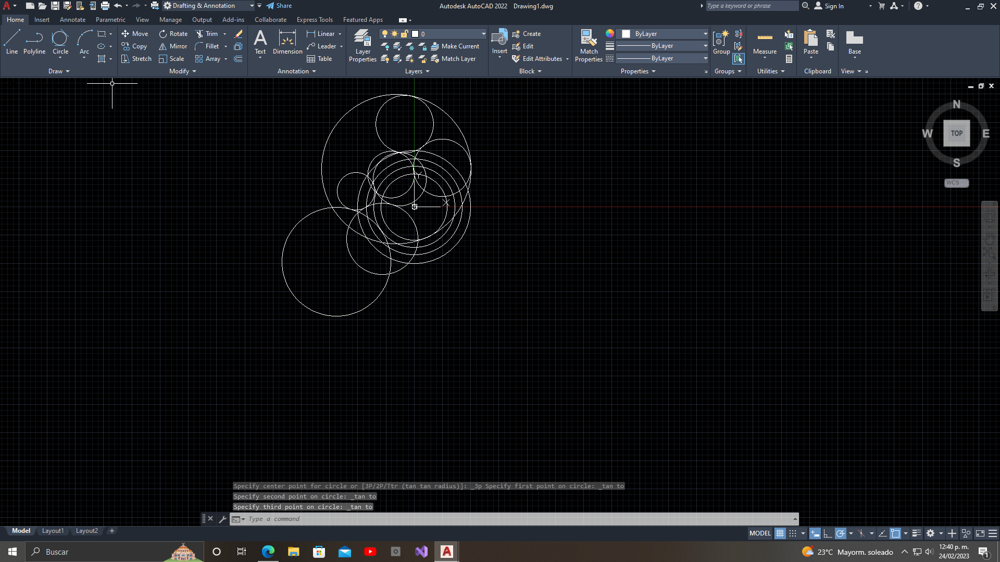 Drafting & Annotation Share Autodesk AutoCAD 2022 Drawing1.dwg Type a keyword or phrase Sign In
Home Insert Annotate Parametric View Manage Output Add-ins Collaborate Express Tools Featured Apps
Line Polyline Circle Arc
Move Rotate Trim
Copy Mirror Fillet
Stretch Scale Array
Text Dimension
Linear
Leader
Table
Layer Properties
0
Make Current
Match Layer
Insert
Create
Edit
Edit Attributes
Match Properties
ByLayer
ByLayer
ByLayer
Group
Measure
Paste
Base
Draw Modify Annotation Layers Block Properties Groups Utilities Clipboard View
N
W TOP E
S
WCS
Y
X
Specify center point for circle or [3P/2P/Ttr (tan tan radius)]: _3p Specify first point on circle: _tan to
Specify second point on circle: _tan to
Specify third point on circle: _tan to
Type a command
Model Layout1 Layout2 + MODEL
Buscar
23°C Mayorm. soleado
12:40 p. m.
24/02/2023
1